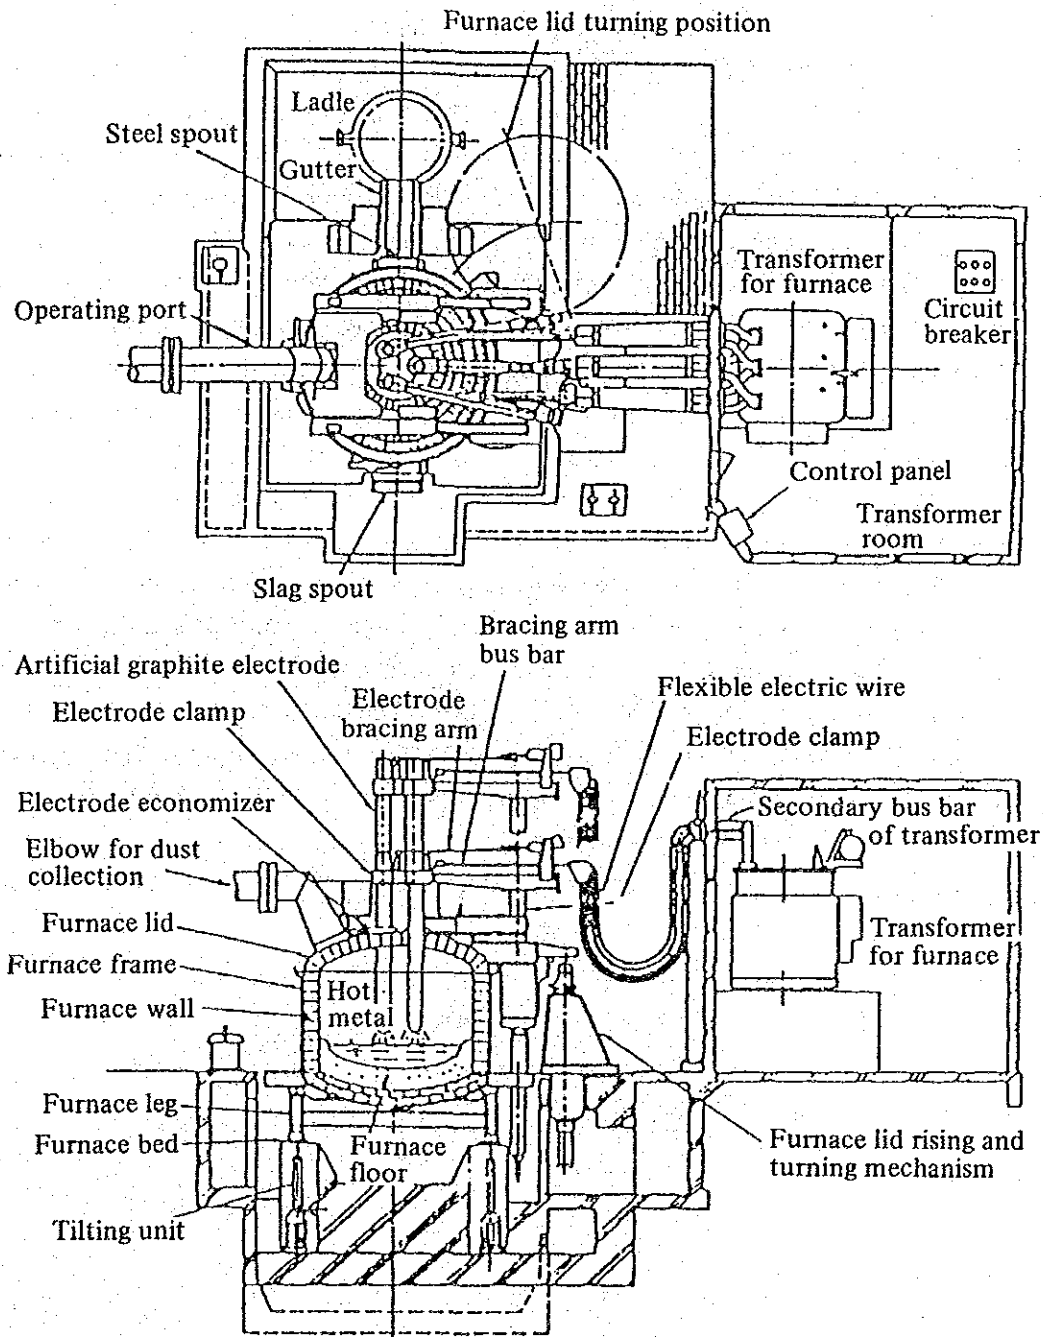 Furnace lid turning position
Ladle
Steel spout
Gutter
Operating port
Transformer
for furnace
Circuit
breaker
Control panel
Transformer
room
Slag spout
Bracing arm
bus bar
Artificial graphite electrode
Electrode
bracing arm
Flexible electric wire
Electrode clamp
Electrode clamp
Electrode economizer
Secondary bus bar
of transformer
Elbow for dust
collection
Furnace lid
Transformer
for furnace
Furnace frame
Hot
metal
Furnace wall
Furnace leg
Furnace bed
Furnace
floor
Furnace lid rising and
turning mechanism
Tilting unit